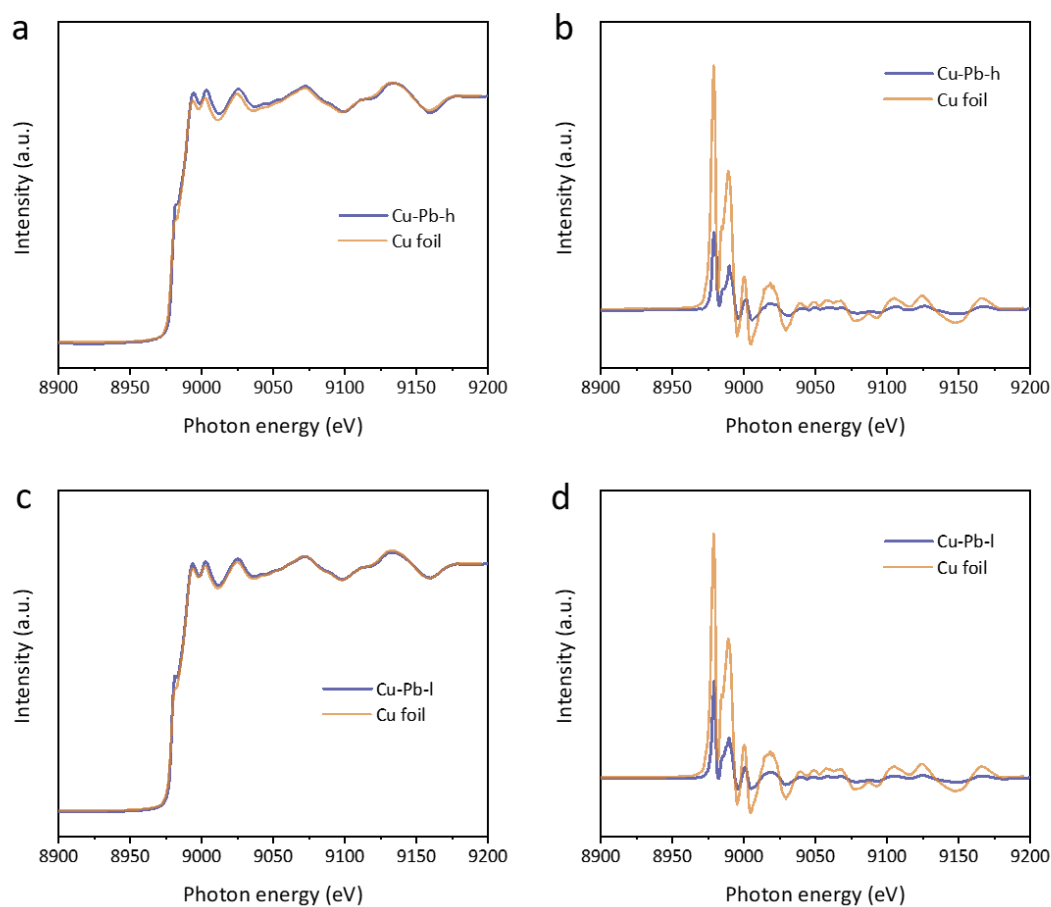 a
Intensity (a.u.)
Cu-Pb-h
Cu foil
8900 8950 9000 9050 9100 9150 9200
Photon energy (eV)
b
Intensity (a.u.)
Cu-Pb-h
Cu foil
8900 8950 9000 9050 9100 9150 9200
Photon energy (eV)
c
Intensity (a.u.)
Cu-Pb-l
Cu foil
8900 8950 9000 9050 9100 9150 9200
Photon energy (eV)
d
Intensity (a.u.)
Cu-Pb-l
Cu foil
8900 8950 9000 9050 9100 9150 9200
Photon energy (eV)